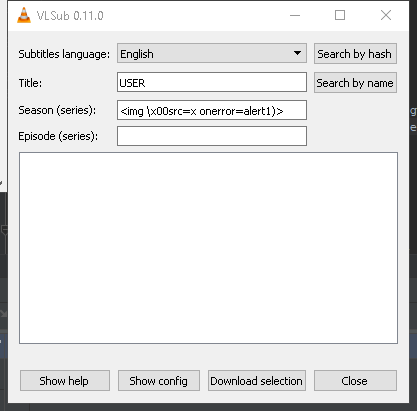 VLSub 0.11.0
Subtitles language: English Search by hash
Title: USER Search by name
Season (series): <img \x00src=x onerror=alert1)>
Episode (series):
Show help Show config Download selection Close